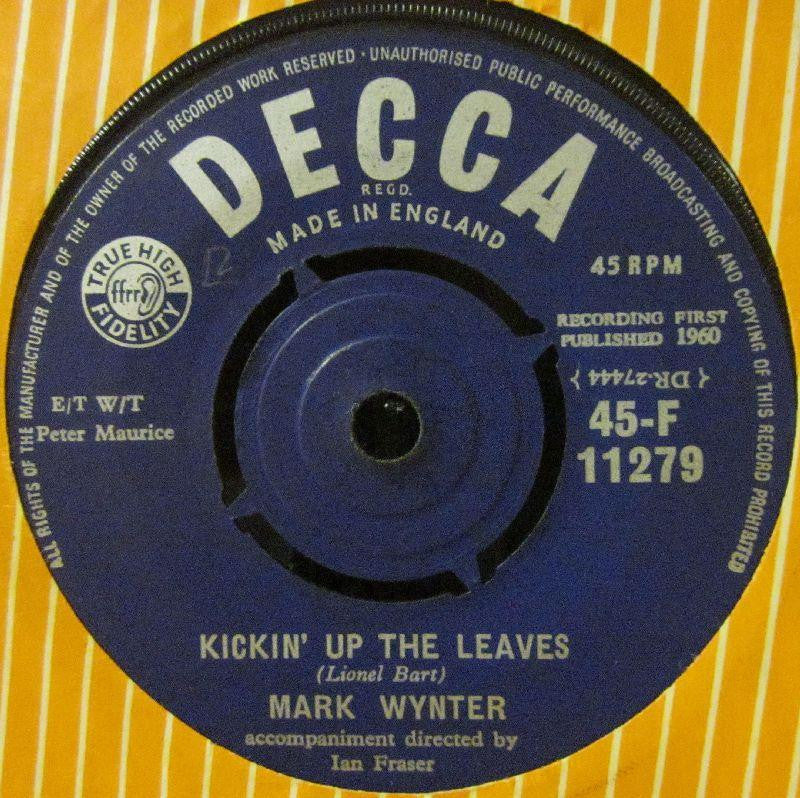 ALL RIGHTS OF THE MANUFACTURER AND OF THE OWNER OF THE RECORDED WORK RESERVED · UNAUTHORISED PUBLIC PERFORMANCE BROADCASTING AND COPYING OF THIS RECORD PROHIBITED
DECCA
REGD.
MADE IN ENGLAND
TRUE HIGH
ffrr
FIDELITY
45 RPM
RECORDING FIRST
PUBLISHED 1960
{ DR-27444 }
E/T W/T
Peter Maurice
45-F
11279
KICKIN' UP THE LEAVES
(Lionel Bart)
MARK WYNTER
accompaniment directed by
Ian Fraser